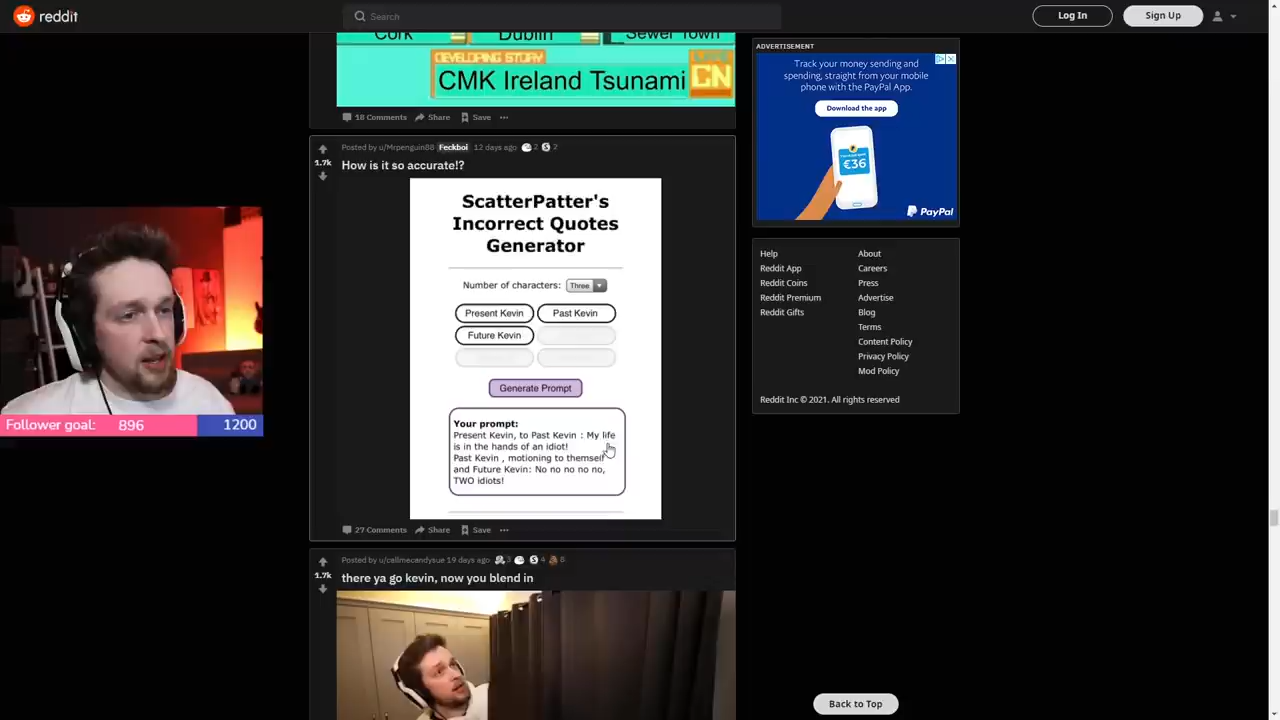 reddit
Search
Log In
Sign Up
Cork
Dublin
Sewer Town
DEVELOPING STORY
CMK Ireland Tsunami
CN
18 Comments
Share
Save
Posted by u/Mrpenguin88 Feckboi 12 days ago 2 2
1.7k
How is it so accurate!?
ScatterPatter's
Incorrect Quotes
Generator
Number of characters: Three
Present Kevin
Past Kevin
Future Kevin
Generate Prompt
Your prompt:
Present Kevin, to Past Kevin : My life
is in the hands of an idiot!
Past Kevin , motioning to themself
and Future Kevin: No no no no no,
TWO idiots!
27 Comments
Share
Save
Posted by u/callmecandysue 19 days ago 3 4 8
1.7k
there ya go kevin, now you blend in
Follower goal: 896 1200
ADVERTISEMENT
Track your money sending and
spending, straight from your mobile
phone with the PayPal App.
Download the app
€36
PayPal
Help
About
Reddit App
Careers
Reddit Coins
Press
Reddit Premium
Advertise
Reddit Gifts
Blog
Terms
Content Policy
Privacy Policy
Mod Policy
Reddit Inc © 2021. All rights reserved
Back to Top